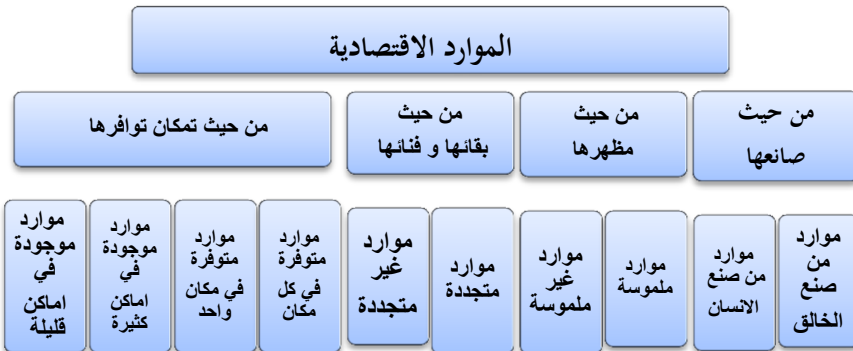 الموارد الاقتصادية
من حيث
صانعها
من حيث
مظهرها
من حيث
بقائها و فنائها
من حيث تمكان توافرها
موارد
من
صنع
الخالق
موارد
من صنع
الانسان
موارد
ملموسة
موارد
غير
ملموسة
موارد
متجددة
موارد
غير
متجددة
موارد
متوفرة
في كل
مكان
موارد
متوفرة
في مكان
واحد
موارد
موجودة
في
اماكن
كثيرة
موارد
موجودة
في
اماكن
قليلة